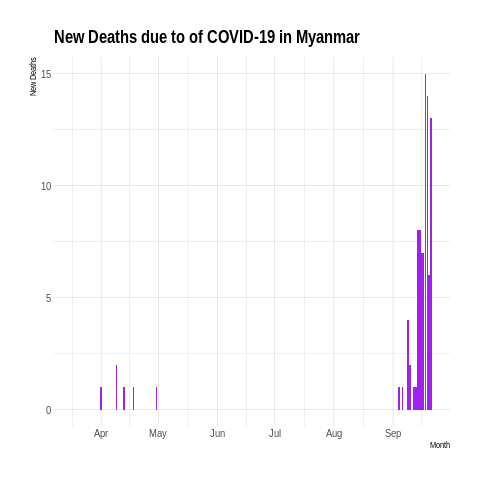 New Deaths due to of COVID-19 in Myanmar
New Deaths
15
10
5
0
Apr May Jun Jul Aug Sep
Month